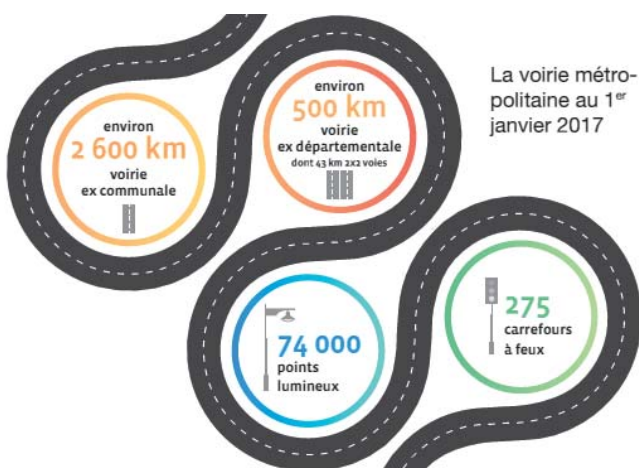 environ
2 600 km
voirie
ex communale
environ
500 km
voirie
ex départementale
dont 43 km 2x2 voies
La voirie métro-
politaine au 1er
janvier 2017
74 000
points
lumineux
275
carrefours
à feux